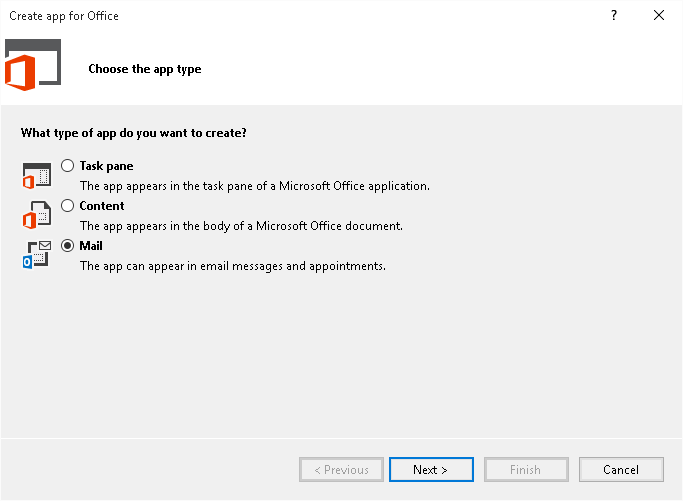 Create app for Office
?
Choose the app type
What type of app do you want to create?
Task pane
The app appears in the task pane of a Microsoft Office application.
Content
The app appears in the body of a Microsoft Office document.
Mail
The app can appear in email messages and appointments.
< Previous
Next >
Finish
Cancel